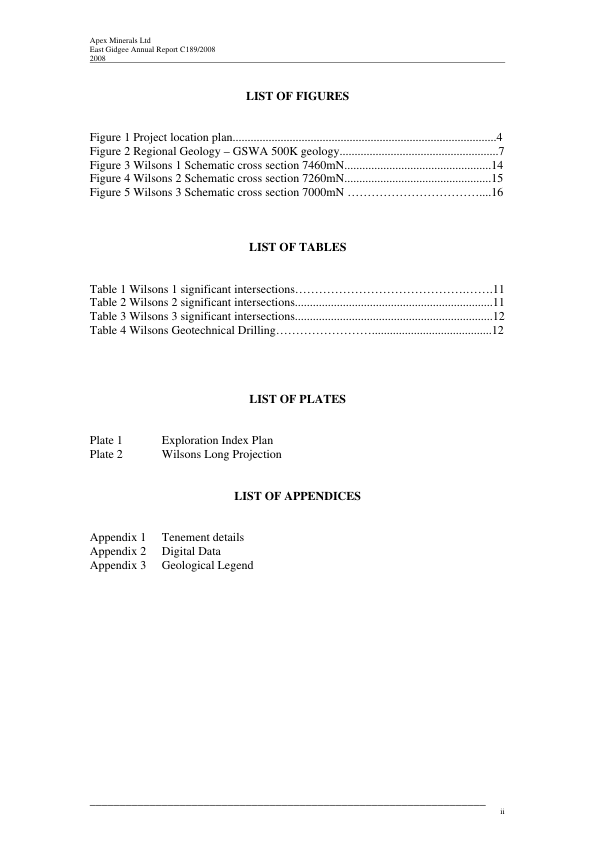 Apex Minerals Ltd
East Gidgee Annual Report C189/2008
2008
LIST OF FIGURES
Figure 1 Project location plan........................................................................................4
Figure 2 Regional Geology – GSWA 500K geology.....................................................7
Figure 3 Wilsons 1 Schematic cross section 7460mN.................................................14
Figure 4 Wilsons 2 Schematic cross section 7260mN.................................................15
Figure 5 Wilsons 3 Schematic cross section 7000mN ……………………………....16
LIST OF TABLES
Table 1 Wilsons 1 significant intersections…………………………………….…….11
Table 2 Wilsons 2 significant intersections..................................................................11
Table 3 Wilsons 3 significant intersections..................................................................12
Table 4 Wilsons Geotechnical Drilling……………………........................................12
LIST OF PLATES
Plate 1 Exploration Index Plan
Plate 2 Wilsons Long Projection
LIST OF APPENDICES
Appendix 1 Tenement details
Appendix 2 Digital Data
Appendix 3 Geological Legend
ii